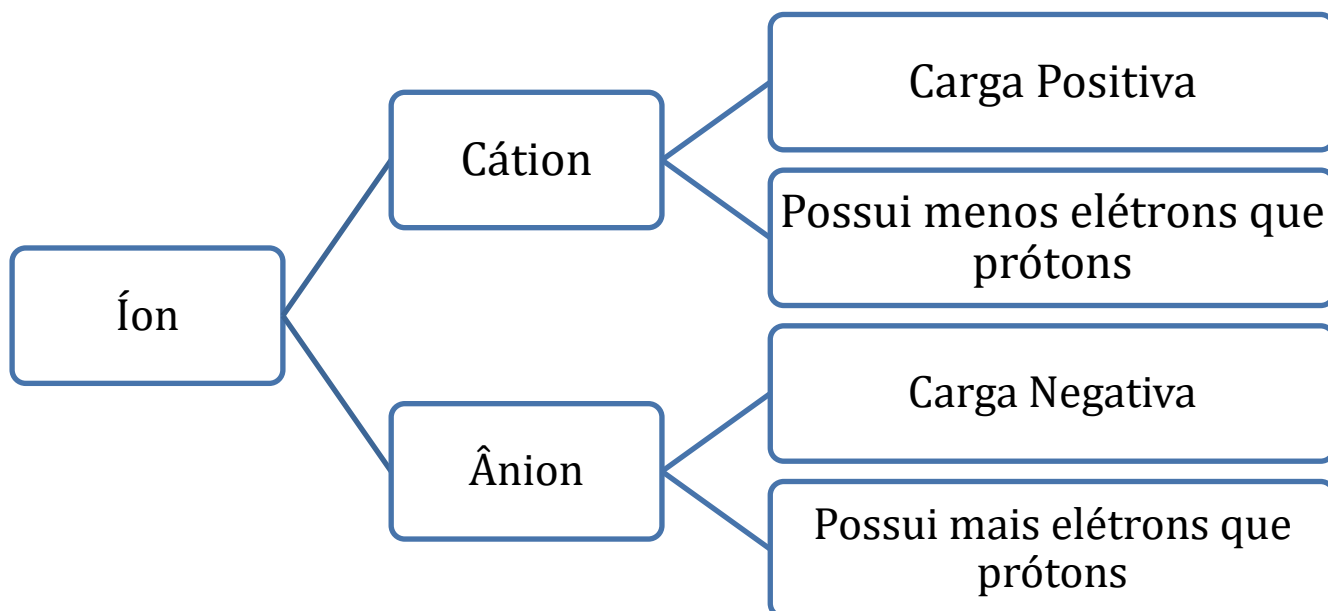 Íon
Cátion
Carga Positiva
Possui menos elétrons que
prótons
Ânion
Carga Negativa
Possui mais elétrons que
prótons